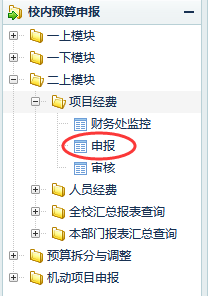 校内预算申报
一上模块
一下模块
二上模块
项目经费
财务处监控
申报
审核
人员经费
全校汇总报表查询
本部门报表汇总查询
预算拆分与调整
机动项目申报